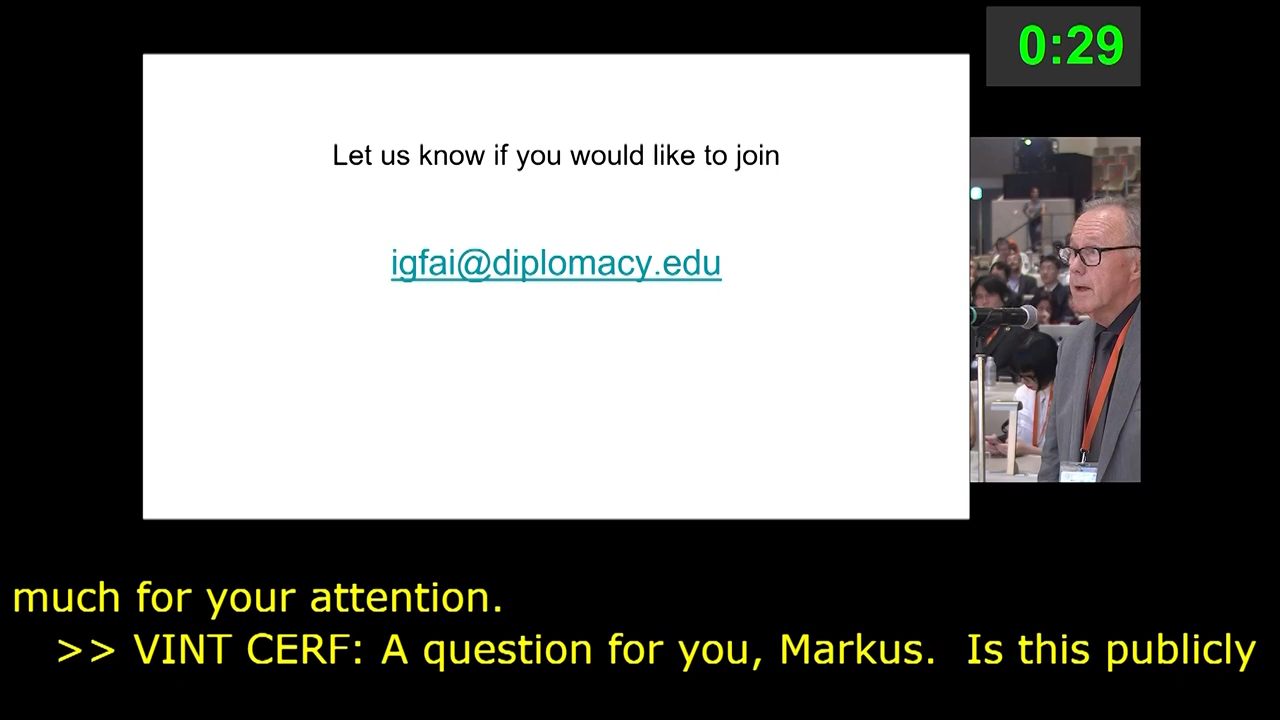 0:29
Let us know if you would like to join
igfai@diplomacy.edu
much for your attention.
>> VINT CERF: A question for you, Markus.  Is this publicly